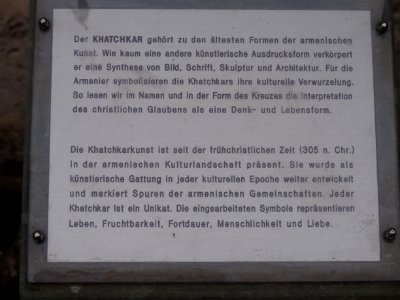 Der KHATCHKAR gehört zu den ältesten Formen der armenischen
Kunst. Wie kaum eine andere künstlerische Ausdrucksform verkörpert
er eine Synthese von Bild, Schrift, Skulptur und Architektur. Für die
Armenier symbolisieren die Khatchkars ihre kulturelle Verwurzelung.
So lesen wir im Namen und in der Form des Kreuzes die Interpretation
des christlichen Glaubens als eine Denk- und Lebensform.
Die Khatchkarkunst ist seit der frühchristlichen Zeit (305 n. Chr.)
in der armenischen Kulturlandschaft präsent. Sie wurde als
künstlerische Gattung in jeder kulturellen Epoche weiter entwickelt
und markiert Spuren der armenischen Gemeinschaften. Jeder
Khatchkar ist ein Unikat. Die eingearbeiteten Symbole repräsentieren
Leben, Fruchtbarkeit, Fortdauer, Menschlichkeit und Liebe.